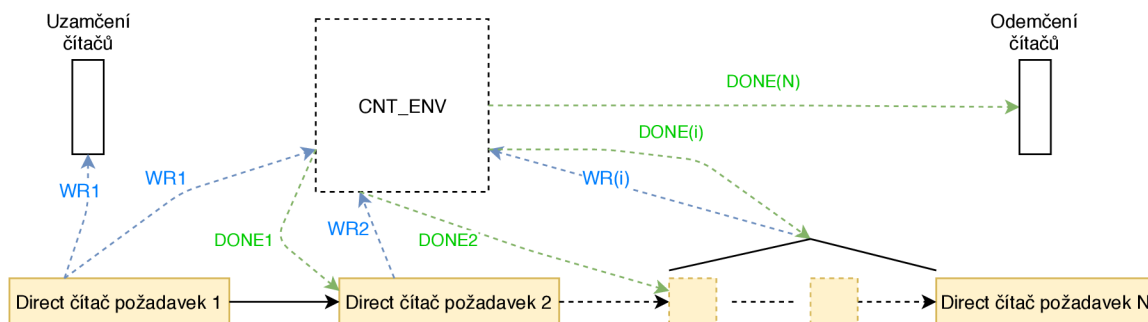 Uzamčení
čítačů
Odemčení
čítačů
CNT_ENV
DONE(N)
DONE(i)
WR1
WR1
WR(i)
DONE1
WR2
DONE2
Direct čítač požadavek 1
Direct čítač požadavek 2
Direct čítač požadavek N